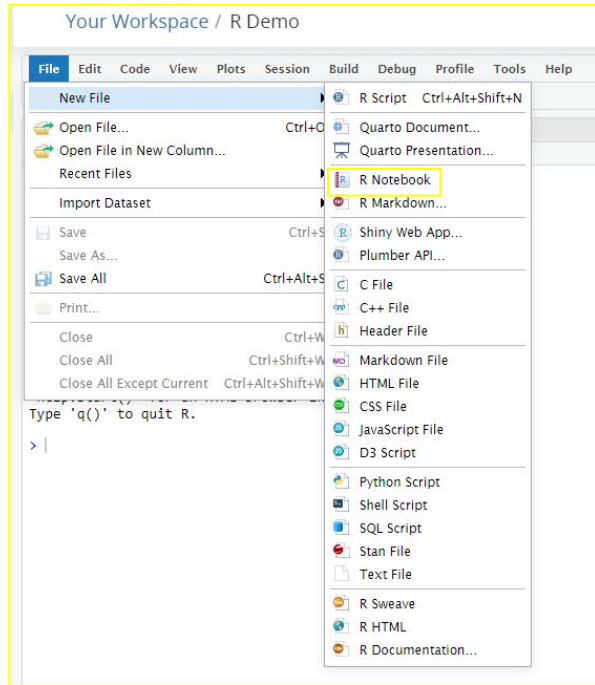 Your Workspace / R Demo
File Edit Code View Plots Session Build Debug Profile Tools Help
New File
Open File... Ctrl+O
Open File in New Column...
Recent Files
Import Dataset
Save Ctrl+S
Save As...
Save All Ctrl+Alt+S
Print...
Close Ctrl+W
Close All Ctrl+Shift+W
Close All Except Current Ctrl+Alt+Shift+W
R Script Ctrl+Alt+Shift+N
Quarto Document...
Quarto Presentation...
R Notebook
R Markdown...
Shiny Web App...
Plumber API...
C File
C++ File
Header File
Markdown File
HTML File
CSS File
JavaScript File
D3 Script
Python Script
Shell Script
SQL Script
Stan File
Text File
R Sweave
R HTML
R Documentation...
Type 'q()' to quit R.
>